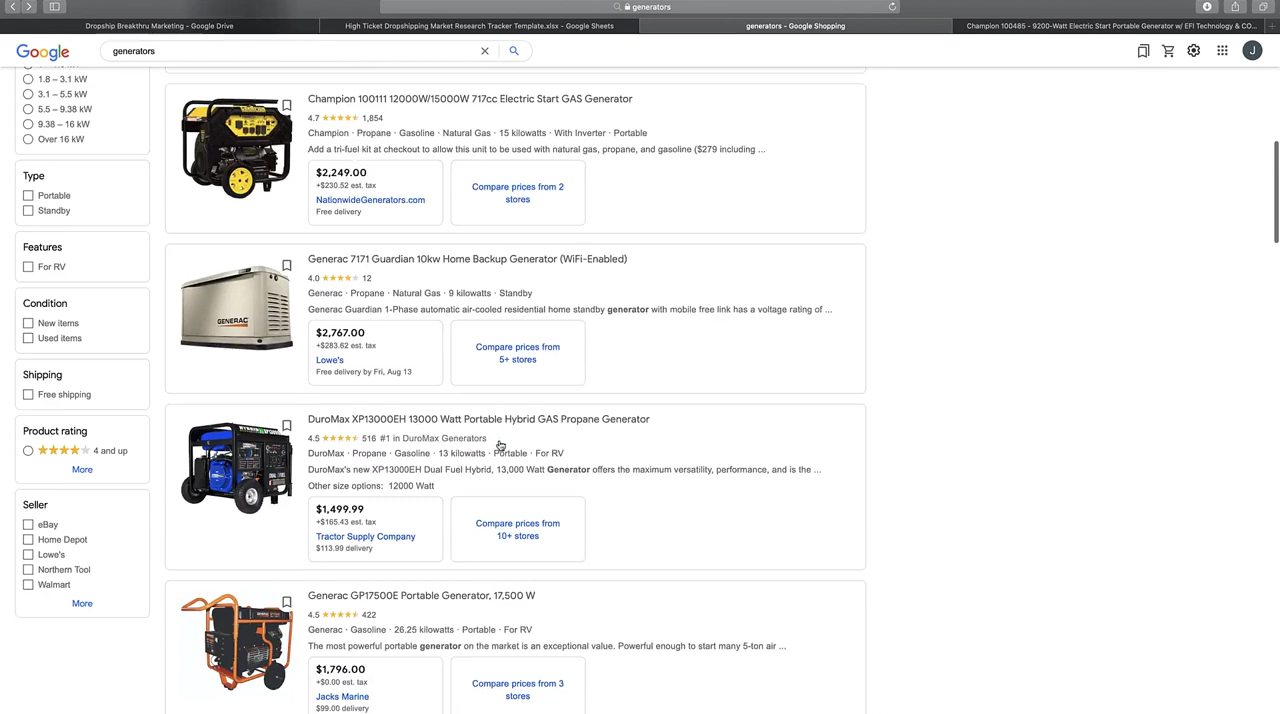 generators
Dropship Breakthru Marketing - Google Drive
High Ticket Dropshipping Market Research Tracker Template.xlsx - Google Sheets
generators - Google Shopping
Champion 100485 - 9200-Watt Electric Start Portable Generator w/ EFI Technology & CO...
Google
generators
J
1.8 – 3.1 kW
3.1 – 5.5 kW
5.5 – 9.38 kW
9.38 – 16 kW
Over 16 kW
Type
Portable
Standby
Features
For RV
Condition
New items
Used items
Shipping
Free shipping
Product rating
4 and up
More
Seller
eBay
Home Depot
Lowe's
Northern Tool
Walmart
More
Champion 100111 12000W/15000W 717cc Electric Start GAS Generator
4.7 ★★★★★ 1,854
Champion · Propane · Gasoline · Natural Gas · 15 kilowatts · With Inverter · Portable
Add a tri-fuel kit at checkout to allow this unit to be used with natural gas, propane, and gasoline ($279 including ...
$2,249.00
+$230.52 est. tax
NationwideGenerators.com
Free delivery
Compare prices from 2
stores
GENERAC
Generac 7171 Guardian 10kw Home Backup Generator (WiFi-Enabled)
4.0 ★★★★★ 12
Generac · Propane · Natural Gas · 9 kilowatts · Standby
Generac Guardian 1-Phase automatic air-cooled residential home standby generator with mobile free link has a voltage rating of ...
$2,767.00
+$283.62 est. tax
Lowe's
Free delivery by Fri, Aug 13
Compare prices from
5+ stores
DuroMax XP13000EH 13000 Watt Portable Hybrid GAS Propane Generator
4.5 ★★★★★ 516 #1 in DuroMax Generators
DuroMax · Propane · Gasoline · 13 kilowatts · Portable · For RV
DuroMax's new XP13000EH Dual Fuel Hybrid, 13,000 Watt Generator offers the maximum versatility, performance, and is the ...
Other size options: 12000 Watt
$1,499.99
+$165.43 est. tax
Tractor Supply Company
$113.99 delivery
Compare prices from
10+ stores
Generac GP17500E Portable Generator, 17,500 W
4.5 ★★★★★ 422
Generac · Gasoline · 26.25 kilowatts · Portable · For RV
The most powerful portable generator on the market is an exceptional value. Powerful enough to start many 5-ton air ...
$1,796.00
+$0.00 est. tax
Jacks Marine
$99.00 delivery
Compare prices from 3
stores